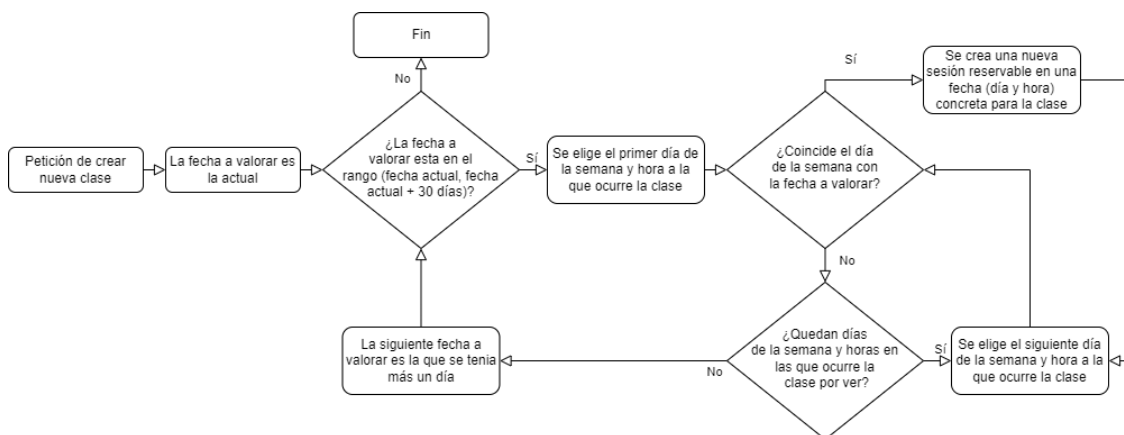 Fin
No
Petición de crear
nueva clase
La fecha a valorar es
la actual
¿La fecha a
valorar esta en el
rango (fecha actual, fecha
actual + 30 días)?
Sí
Se elige el primer día de
la semana y hora a la
que ocurre la clase
¿Coincide el día
de la semana con
la fecha a valorar?
Sí
Se crea una nueva
sesión reservable en una
fecha (día y hora)
concreta para la clase
No
¿Quedan días
de la semana y horas en
las que ocurre la
clase por ver?
Sí
Se elige el siguiente día
de la semana y hora a la
que ocurre la clase
No
La siguiente fecha a
valorar es la que se tenia
más un día